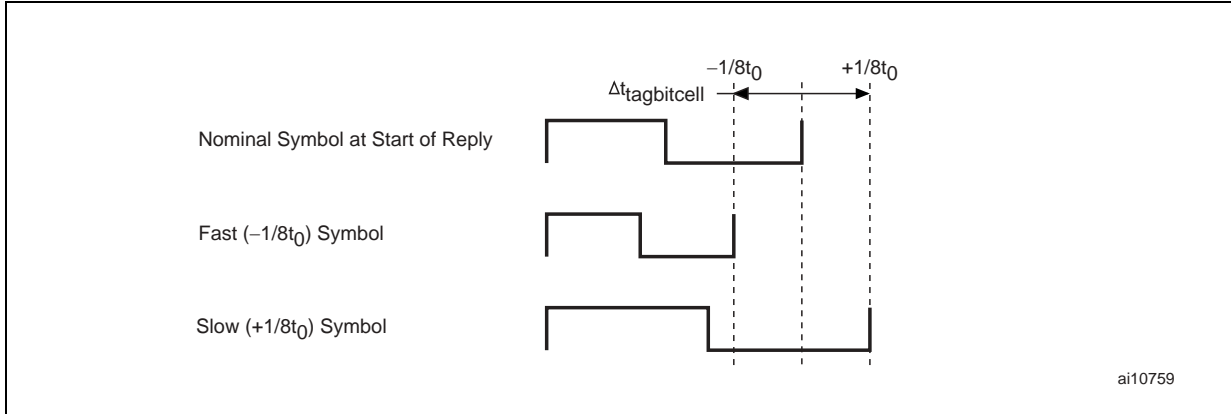 −1/8t0 +1/8t0
Δttagbitcell
Nominal Symbol at Start of Reply
Fast (−1/8t0) Symbol
Slow (+1/8t0) Symbol
ai10759